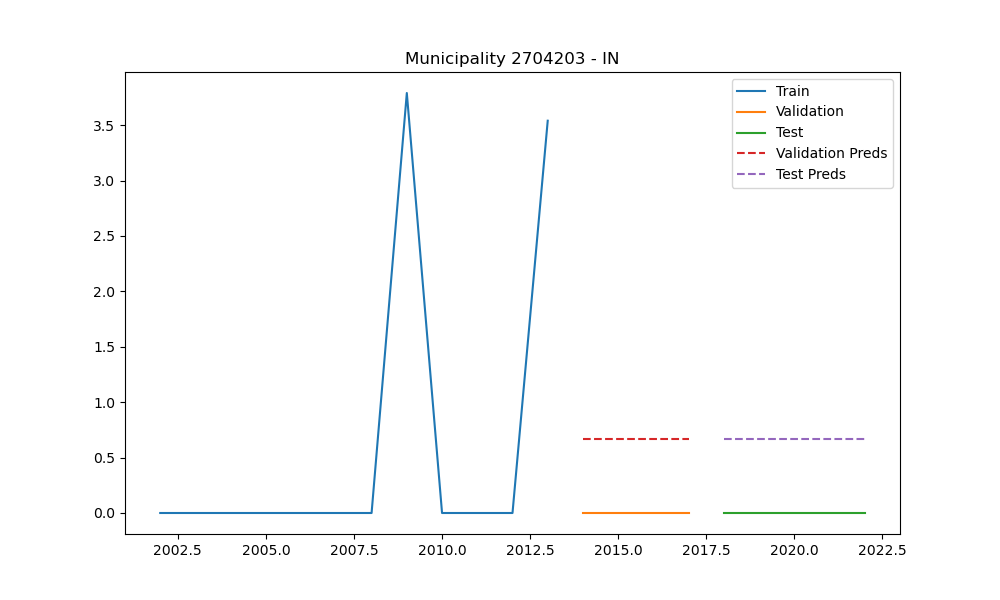 Municipality 2704203 - IN
Train
Validation
Test
Validation Preds
Test Preds
3.5
3.0
2.5
2.0
1.5
1.0
0.5
0.0
2002.5 2005.0 2007.5 2010.0 2012.5 2015.0 2017.5 2020.0 2022.5